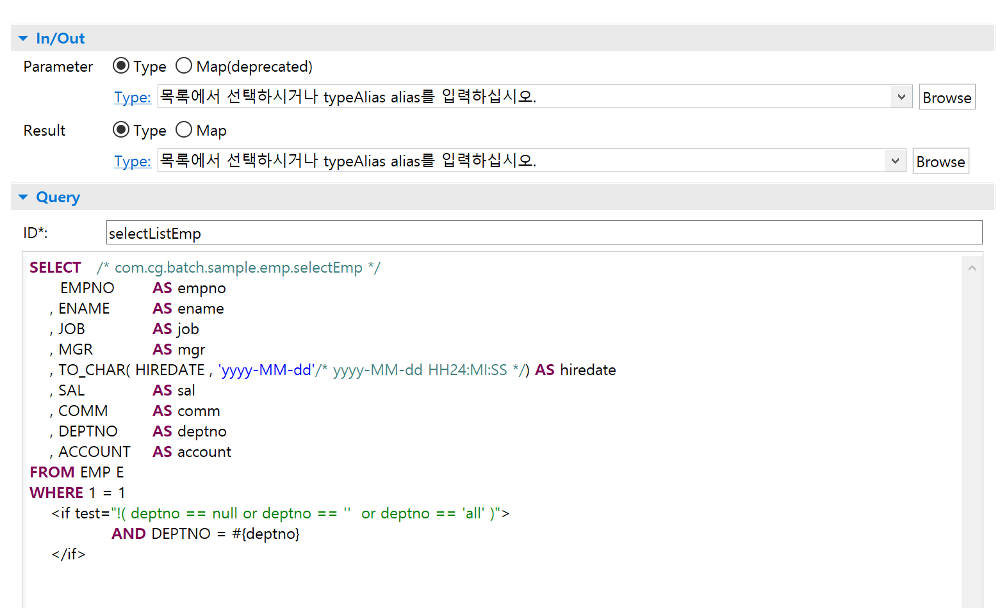 In/Out
Parameter Type Map(deprecated)
Type: 목록에서 선택하시거나 typeAlias alias를 입력하십시오. Browse
Result Type Map
Type: 목록에서 선택하시거나 typeAlias alias를 입력하십시오. Browse
Query
ID*: selectListEmp
SELECT /* com.cg.batch.sample.emp.selectEmp */
EMPNO AS empno
, ENAME AS ename
, JOB AS job
, MGR AS mgr
, TO_CHAR( HIREDATE , 'yyyy-MM-dd'/* yyyy-MM-dd HH24:MI:SS */) AS hiredate
, SAL AS sal
, COMM AS comm
, DEPTNO AS deptno
, ACCOUNT AS account
FROM EMP E
WHERE 1 = 1
<if test="!( deptno == null or deptno == '' or deptno == 'all' )">
AND DEPTNO = #{deptno}
</if>